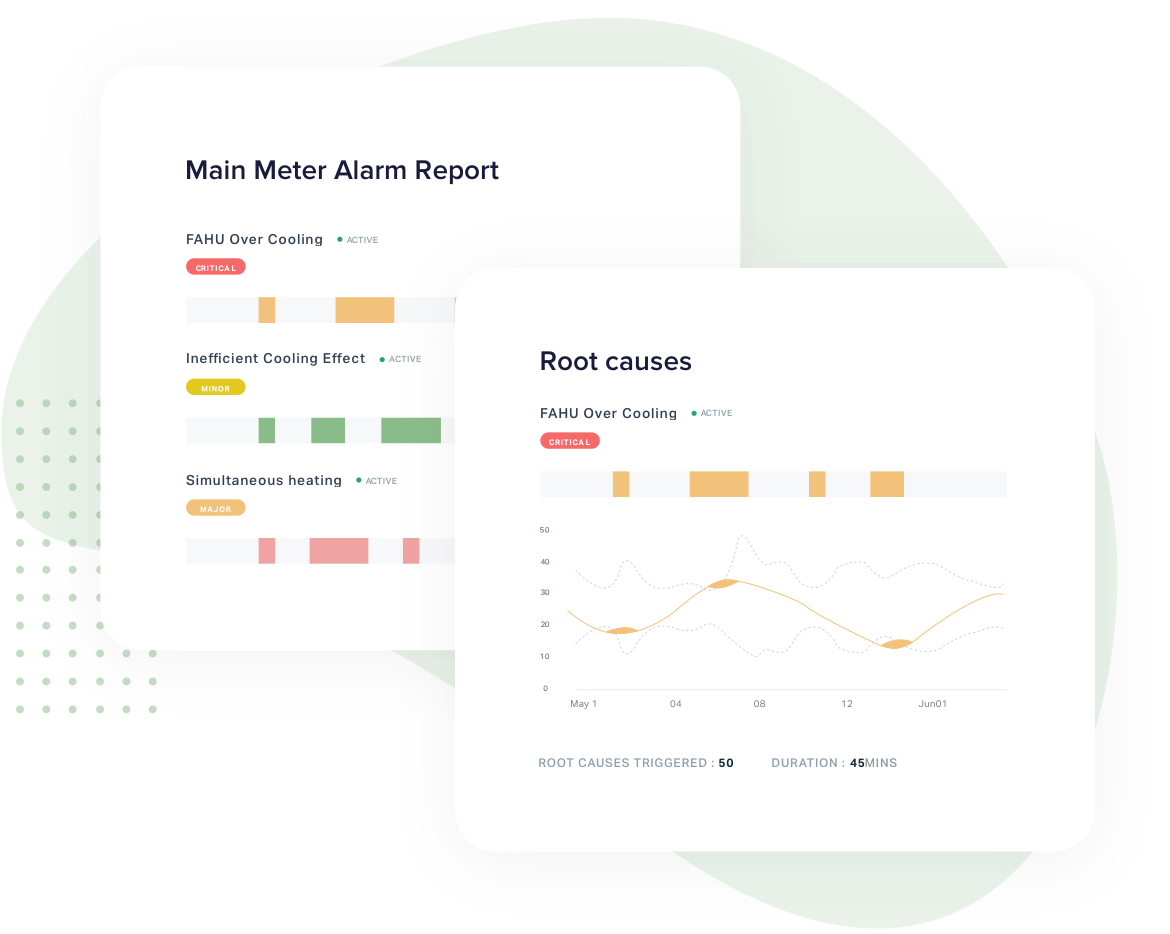 Main Meter Alarm Report
FAHU Over Cooling ACTIVE
CRITICAL
Inefficient Cooling Effect ACTIVE
MINOR
Simultaneous heating ACTIVE
MAJOR
Root causes
FAHU Over Cooling ACTIVE
CRITICAL
50
40
30
20
10
0
May 1 04 08 12 Jun01
ROOT CAUSES TRIGGERED : 50 DURATION : 45MINS